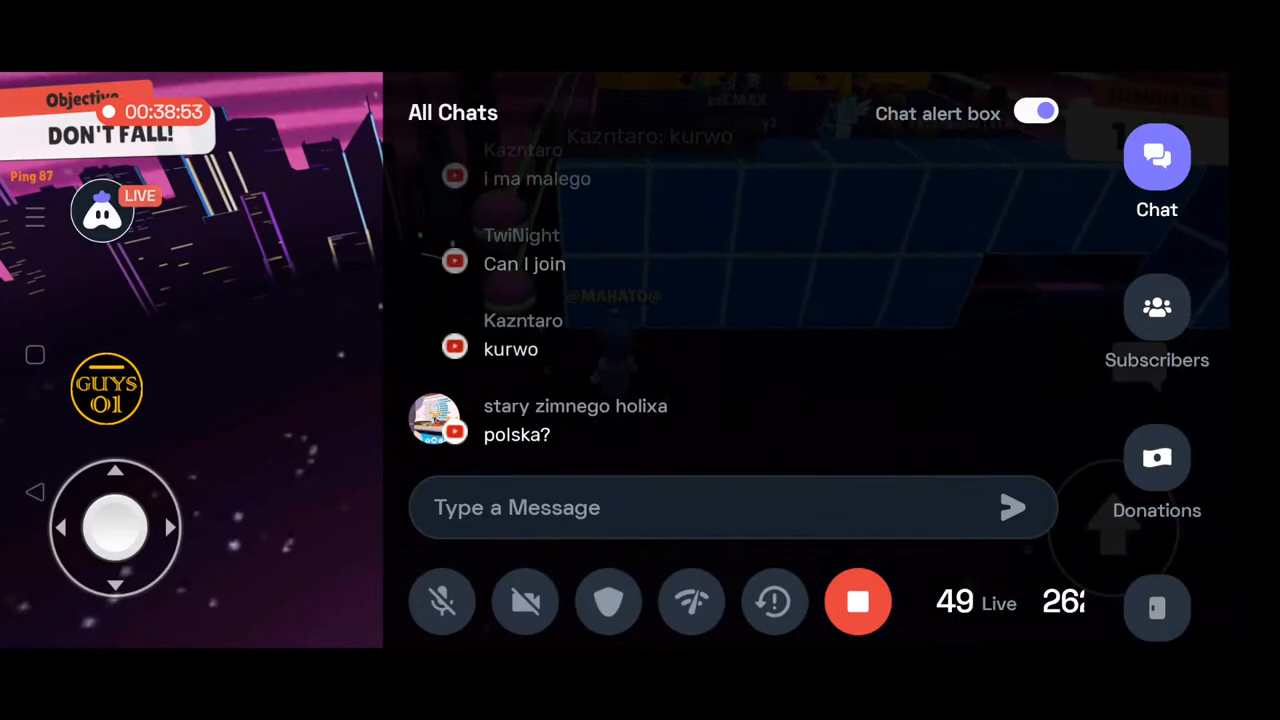 Objective
00:38:53
DON'T FALL!
Ping 87
LIVE
GUYS
01
All Chats
Chat alert box
Kazntaro: kurwo
Kazntaro
i ma malego
TwiNight
Can I join
@MAHATO@
Kazntaro
kurwo
stary zimnego holixa
polska?
Type a Message
49 Live
Chat
Subscribers
Donations